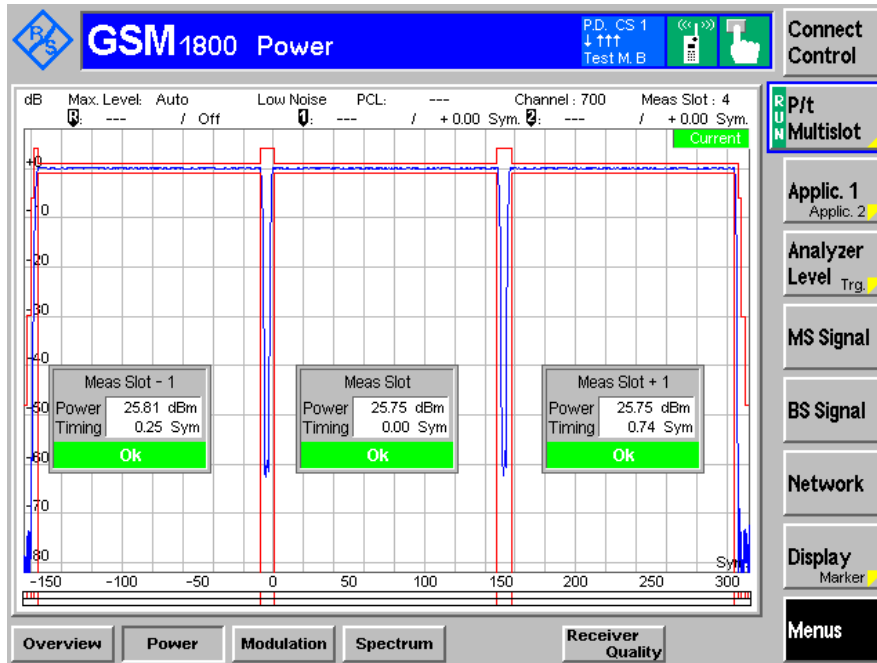 R&S
GSM 1800 Power
P.D. CS 1
↓ ↑↑↑
Test M. B
Connect Control
dB Max. Level: Auto Low Noise PCL: --- Channel : 700 Meas Slot : 4
R: --- / Off 1: --- / + 0.00 Sym. 2: --- / + 0.00 Sym.
Current
RUN
P/t Multislot
Applic. 1
Applic. 2
Analyzer Level Trg.
MS Signal
BS Signal
Network
Display
Marker
Menus
+0
-10
-20
-30
-40
-50
-60
-70
-80
Meas Slot - 1
Power 25.81 dBm
Timing 0.25 Sym
Ok
Meas Slot
Power 25.75 dBm
Timing 0.00 Sym
Ok
Meas Slot + 1
Power 25.75 dBm
Timing 0.74 Sym
Ok
Sym
-150 -100 -50 0 50 100 150 200 250 300
Overview Power Modulation Spectrum Receiver Quality